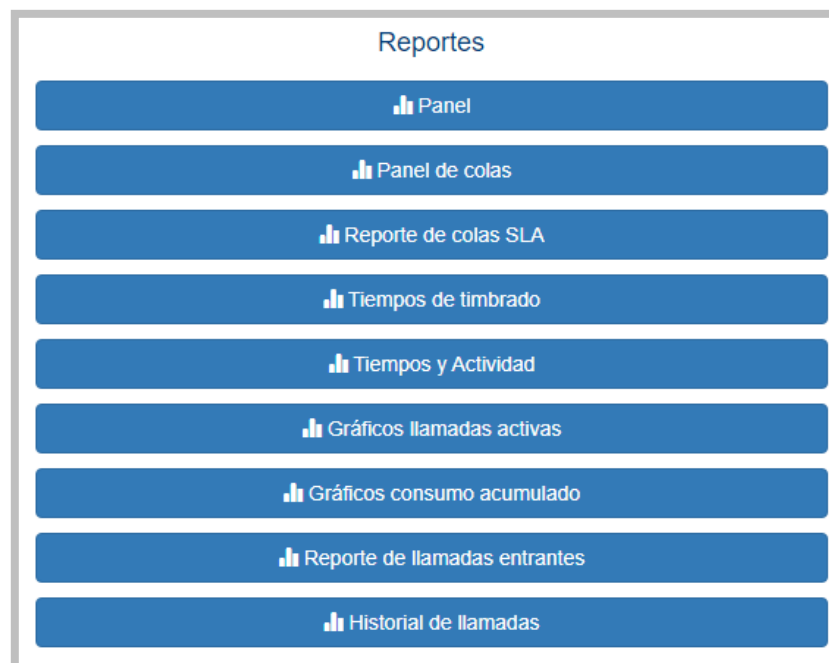 Reportes
Panel
Panel de colas
Reporte de colas SLA
Tiempos de timbrado
Tiempos y Actividad
Gráficos llamadas activas
Gráficos consumo acumulado
Reporte de llamadas entrantes
Historial de llamadas